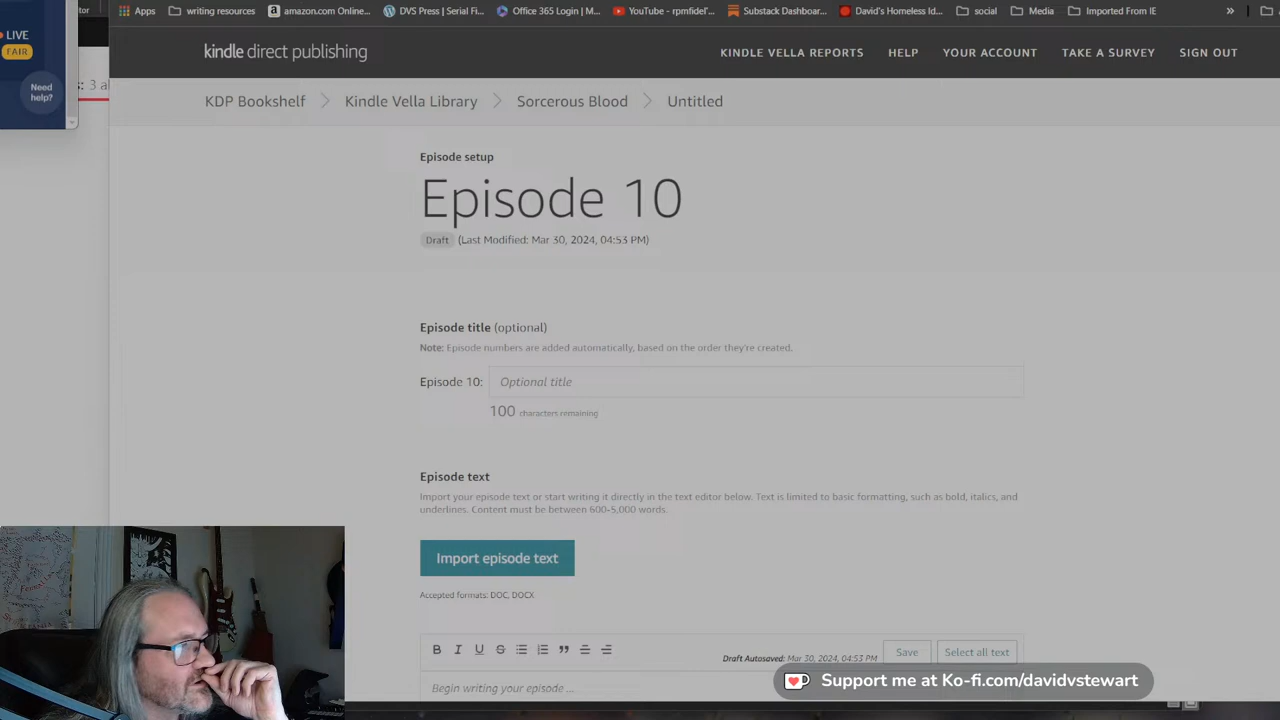 Apps writing resources amazon.com Online... DVS Press | Serial Fi... Office 365 Login | M... YouTube - rpmfidel'... Substack Dashboar... David's Homeless Id... social Media Imported From IE »
LIVE
FAIR
Need help?
3 al
kindle direct publishing KINDLE VELLA REPORTS HELP YOUR ACCOUNT TAKE A SURVEY SIGN OUT
KDP Bookshelf Kindle Vella Library Sorcerous Blood Untitled
Episode setup
Episode 10
Draft (Last Modified: Mar 30, 2024, 04:53 PM)
Episode title (optional)
Note: Episode numbers are added automatically, based on the order they're created.
Episode 10: Optional title
100 characters remaining
Episode text
Import your episode text or start writing it directly in the text editor below. Text is limited to basic formatting, such as bold, italics, and
underlines. Content must be between 600-5,000 words.
Import episode text
Accepted formats: DOC, DOCX
B I U S Draft Autosaved: Mar 30, 2024, 04:53 PM Save Select all text
Begin writing your episode ...
Support me at Ko-fi.com/davidvstewart